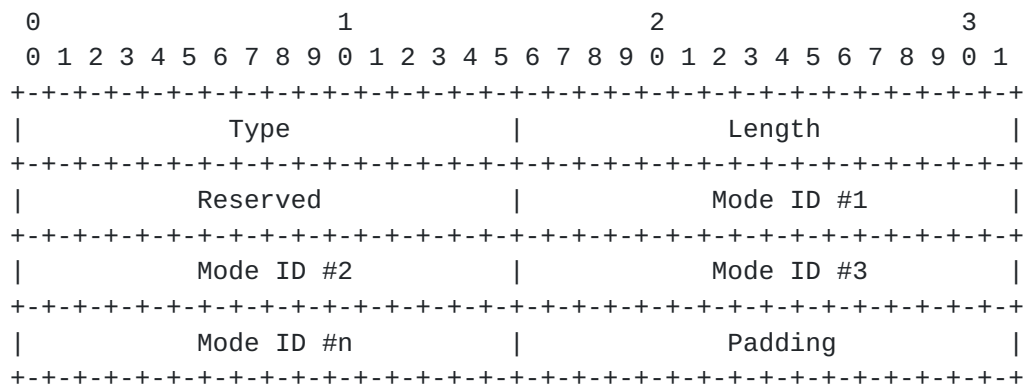 0                   1                   2                   3
 0 1 2 3 4 5 6 7 8 9 0 1 2 3 4 5 6 7 8 9 0 1 2 3 4 5 6 7 8 9 0 1
+-+-+-+-+-+-+-+-+-+-+-+-+-+-+-+-+-+-+-+-+-+-+-+-+-+-+-+-+-+-+-+-+
|             Type              |             Length            |
+-+-+-+-+-+-+-+-+-+-+-+-+-+-+-+-+-+-+-+-+-+-+-+-+-+-+-+-+-+-+-+-+
|           Reserved            |            Mode ID #1         |
+-+-+-+-+-+-+-+-+-+-+-+-+-+-+-+-+-+-+-+-+-+-+-+-+-+-+-+-+-+-+-+-+
|           Mode ID #2          |            Mode ID #3         |
+-+-+-+-+-+-+-+-+-+-+-+-+-+-+-+-+-+-+-+-+-+-+-+-+-+-+-+-+-+-+-+-+
|           Mode ID #n          |             Padding           |
+-+-+-+-+-+-+-+-+-+-+-+-+-+-+-+-+-+-+-+-+-+-+-+-+-+-+-+-+-+-+-+-+